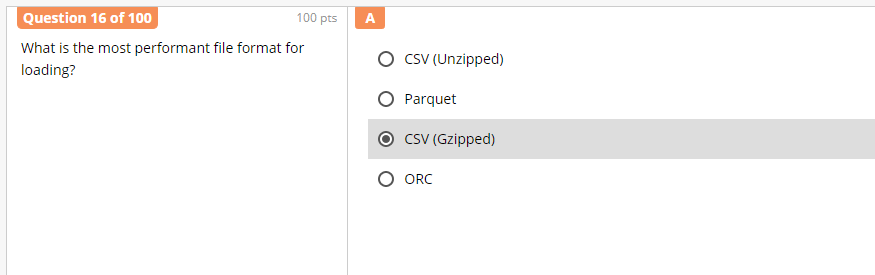 Question 16 of 100
100 pts
What is the most performant file format for
loading?
A
CSV (Unzipped)
Parquet
CSV (Gzipped)
ORC